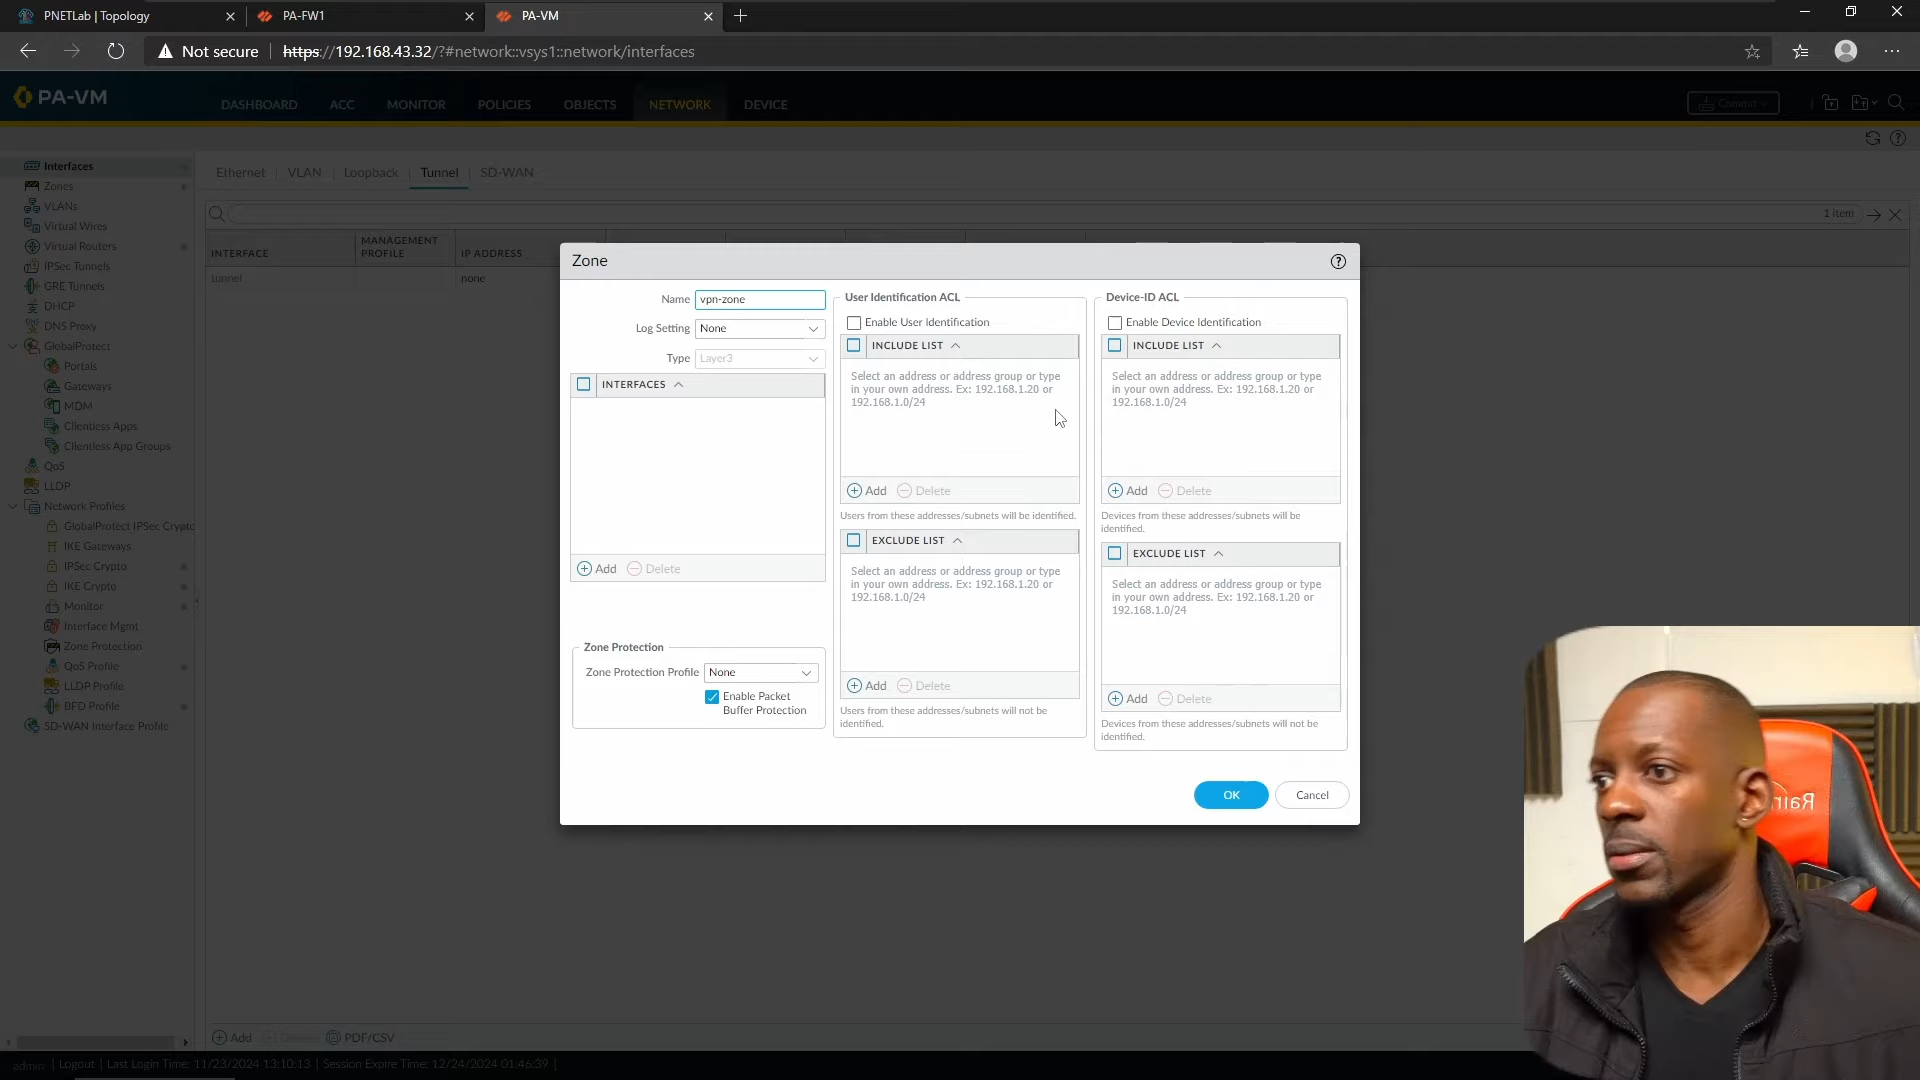 PNETLab | Topology
PA-FW1
PA-VM
Not secure
https://192.168.43.32/?#network::vsys1::network/interfaces
PA-VM
DASHBOARD
ACC
MONITOR
POLICIES
OBJECTS
NETWORK
DEVICE
Commit
Interfaces
Zones
VLANs
Virtual Wires
Virtual Routers
IPSec Tunnels
GRE Tunnels
DHCP
DNS Proxy
GlobalProtect
Portals
Gateways
MDM
Clientless Apps
Clientless App Groups
QoS
LLDP
Network Profiles
GlobalProtect IPSec Crypto
IKE Gateways
IPSec Crypto
IKE Crypto
Monitor
Interface Mgmt
Zone Protection
QoS Profile
LLDP Profile
BFD Profile
SD-WAN Interface Profile
Ethernet
VLAN
Loopback
Tunnel
SD-WAN
1 item
INTERFACE
MANAGEMENT
PROFILE
IP ADDRESS
tunnel
none
Zone
Name
vpn-zone
Log Setting
None
Type
Layer3
INTERFACES
Add
Delete
Zone Protection
Zone Protection Profile
None
Enable Packet
Buffer Protection
User Identification ACL
Enable User Identification
INCLUDE LIST
Select an address or address group or type
in your own address. Ex: 192.168.1.20 or
192.168.1.0/24
Add
Delete
Users from these addresses/subnets will be identified.
EXCLUDE LIST
Select an address or address group or type
in your own address. Ex: 192.168.1.20 or
192.168.1.0/24
Add
Delete
Users from these addresses/subnets will not be
identified.
Device-ID ACL
Enable Device Identification
INCLUDE LIST
Select an address or address group or type
in your own address. Ex: 192.168.1.20 or
192.168.1.0/24
Add
Delete
Devices from these addresses/subnets will be
identified.
EXCLUDE LIST
Select an address or address group or type
in your own address. Ex: 192.168.1.20 or
192.168.1.0/24
Add
Delete
Devices from these addresses/subnets will not be
identified.
OK
Cancel
Add
Delete
PDF/CSV
admin | Logout | Last Login Time: 11/23/2024 13:10:13 | Session Expire Time: 12/24/2024 01:46:39 |